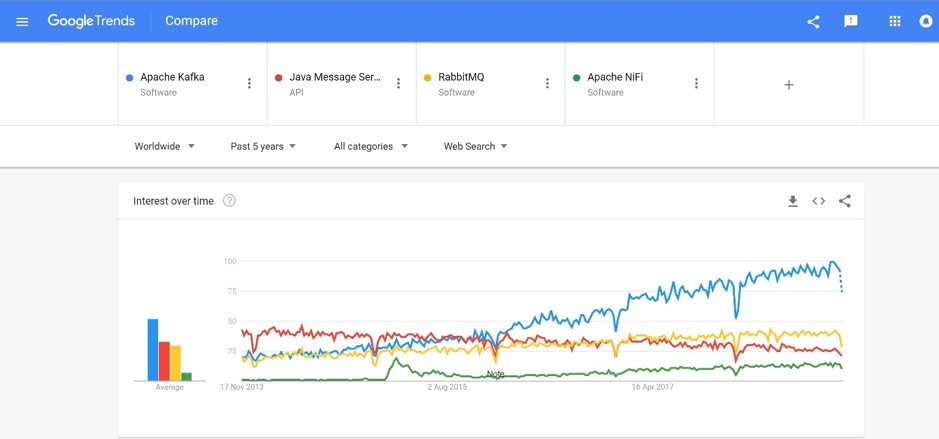 Google Trends Compare
Apache Kafka
Software
Java Message Ser...
API
RabbitMQ
Software
Apache NiFi
Software
+
Worldwide Past 5 years All categories Web Search
Interest over time ?
100
75
50
25
Note
Average 17 Nov 2013 2 Aug 2015 16 Apr 2017